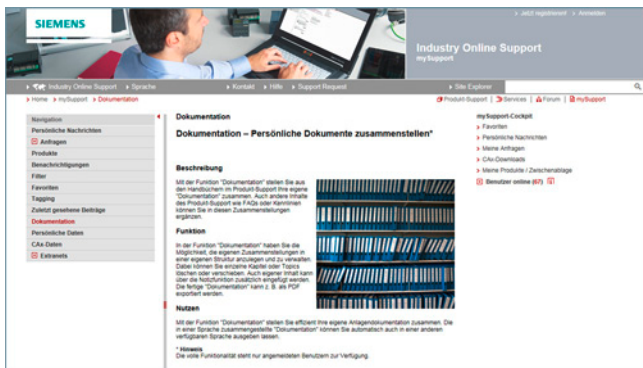 SIEMENS
› Jetzt registrieren! › Anmelden
Industry Online Support
mySupport
› Industry Online Support › Sprache › Kontakt › Hilfe › Support Request › Site Explorer
› Home › mySupport › Dokumentation
Produkt-Support | Services | Forum | mySupport
Navigation
Persönliche Nachrichten
Anfragen
Produkte
Benachrichtigungen
Filter
Favoriten
Tagging
Zuletzt gesehene Beiträge
Dokumentation
Persönliche Daten
CAx-Daten
Extranets
Dokumentation
Dokumentation – Persönliche Dokumente zusammenstellen*
Beschreibung
Mit der Funktion "Dokumentation" stellen Sie aus
den Handbüchern im Produkt-Support Ihre eigene
"Dokumentation" zusammen. Auch andere Inhalte
des Produkt-Support wie FAQs oder Kennlinien
können Sie in diesen Zusammenstellungen
ergänzen.
Funktion
In der Funktion "Dokumentation" haben Sie die
Möglichkeit, die eigenen Zusammenstellungen in
einer eigenen Struktur anzulegen und zu verwalten.
Dabei können Sie einzelne Kapitel oder Topics
löschen oder verschieben. Auch eigener Inhalt kann
über die Notizfunktion zusätzlich eingefügt werden.
Die fertige "Dokumentation" kann z. B. als PDF
exportiert werden.
Nutzen
Mit der Funktion "Dokumentation" stellen Sie effizient Ihre eigene Anlagendokumentation zusammen. Die
in einer Sprache zusammengestellte "Dokumentation" können Sie automatisch auch in einer anderen
verfügbaren Sprache ausgeben lassen.
* Hinweis
Die volle Funktionalität steht nur angemeldeten Benutzern zur Verfügung.
mySupport-Cockpit
› Favoriten
› Persönliche Nachrichten
› Meine Anfragen
› CAx-Downloads
› Meine Produkte / Zwischenablage
Benutzer online (67)